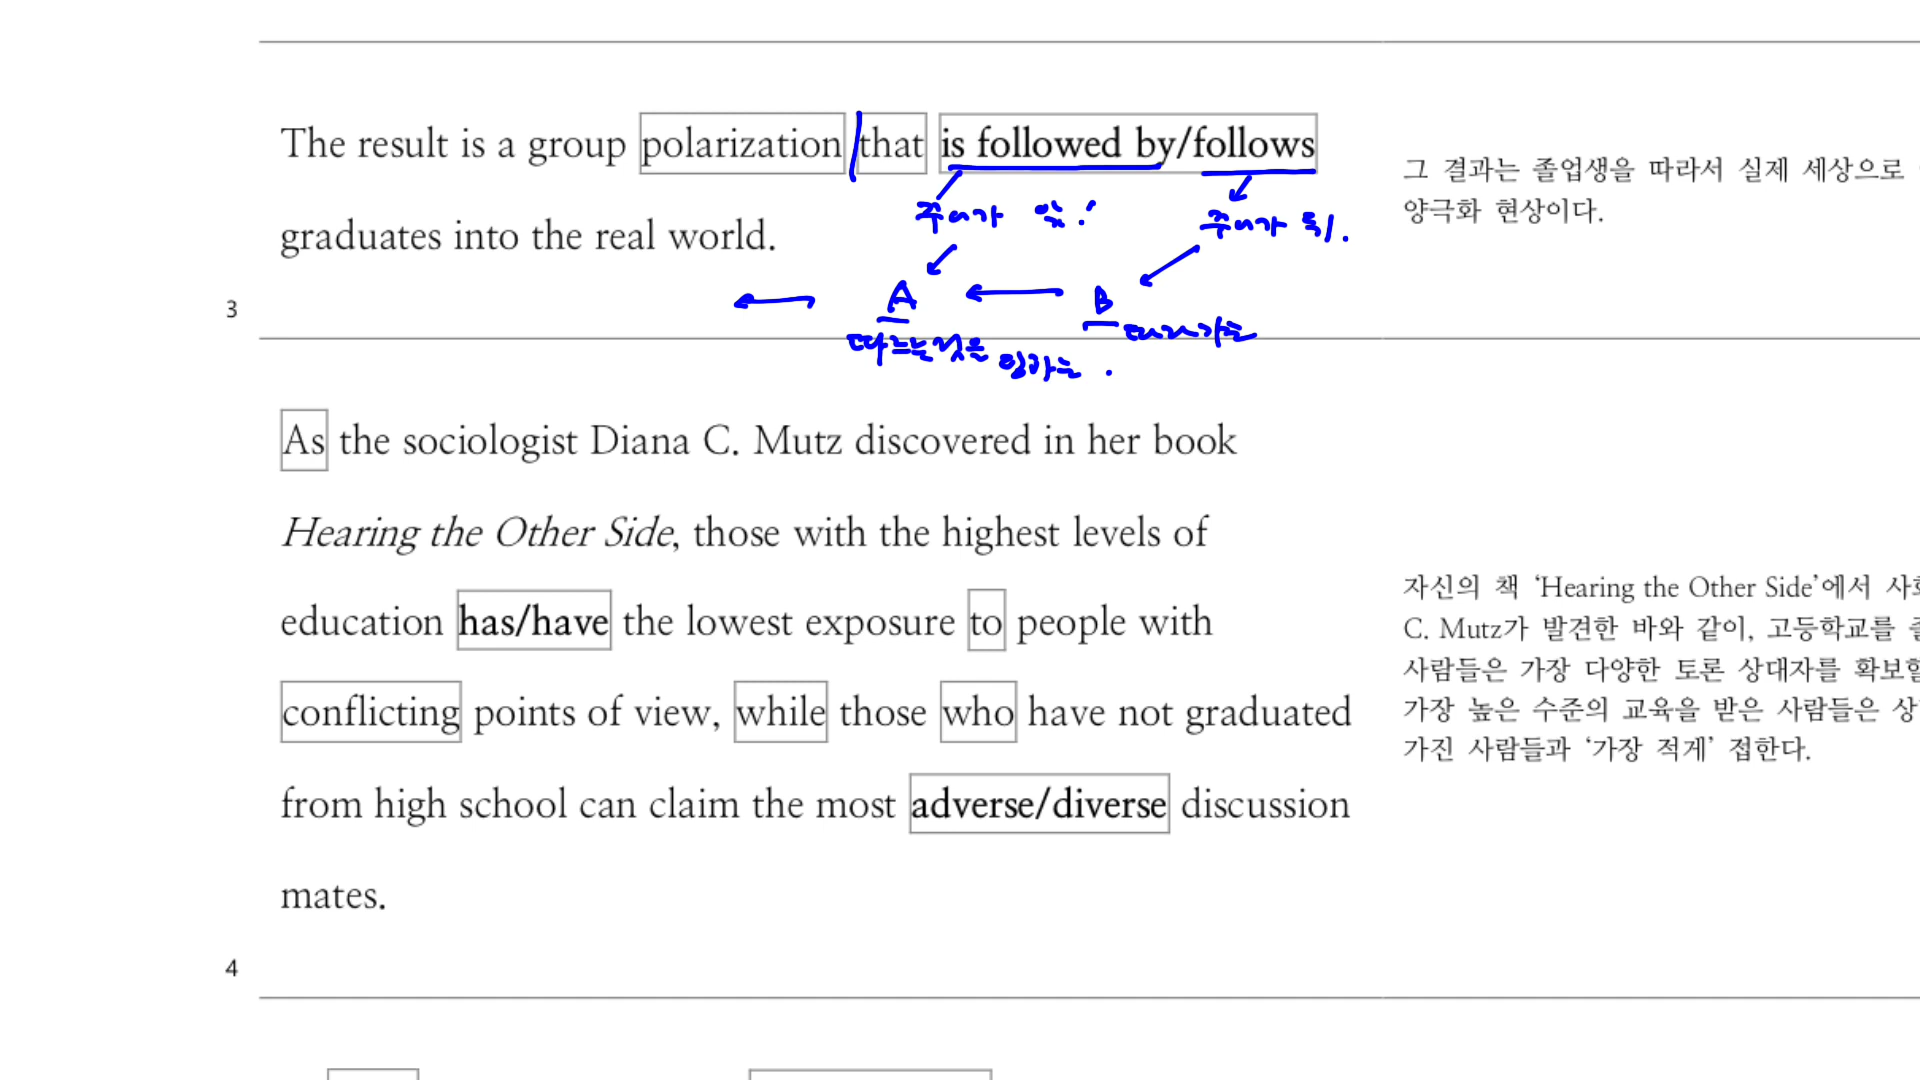 The result is a group polarization that is followed by/follows
graduates into the real world.
그 결과는 졸업생을 따라서 실제 세상으로
양극화 현상이다.
주어가 앞!
주어가 뒤.
A B
따르는것은 따라가는
3
As the sociologist Diana C. Mutz discovered in her book
Hearing the Other Side, those with the highest levels of
education has/have the lowest exposure to people with
conflicting points of view, while those who have not graduated
from high school can claim the most adverse/diverse discussion
mates.
자신의 책 ‘Hearing the Other Side’에서
C. Mutz가 발견한 바와 같이, 고등학교를
사람들은 가장 다양한 토론 상대자를
가장 높은 수준의 교육을 받은 사람들은
가진 사람들과 ‘가장 적게’ 접한다.
4